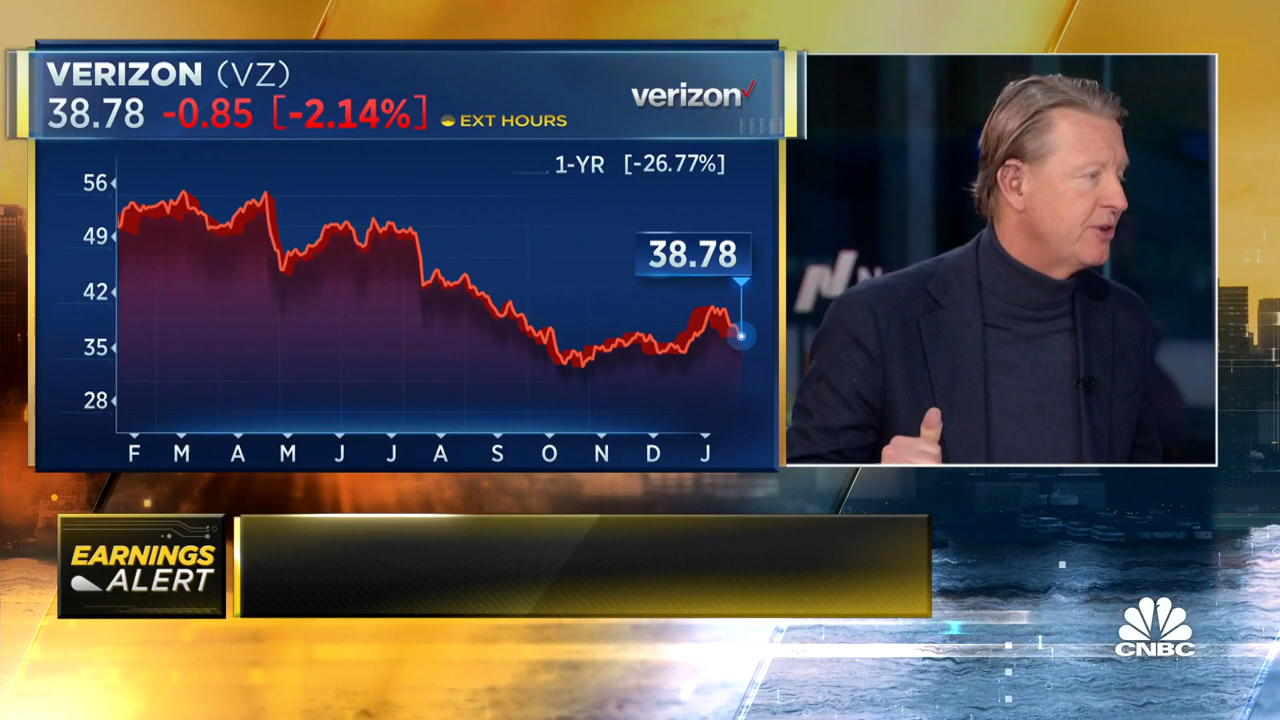 VERIZON (VZ)
38.78 -0.85 [-2.14%] EXT HOURS
verizon
1-YR [-26.77%]
56
49
42
35
28
38.78
F M A M J J A S O N D J
N
EARNINGS
ALERT
CNBC